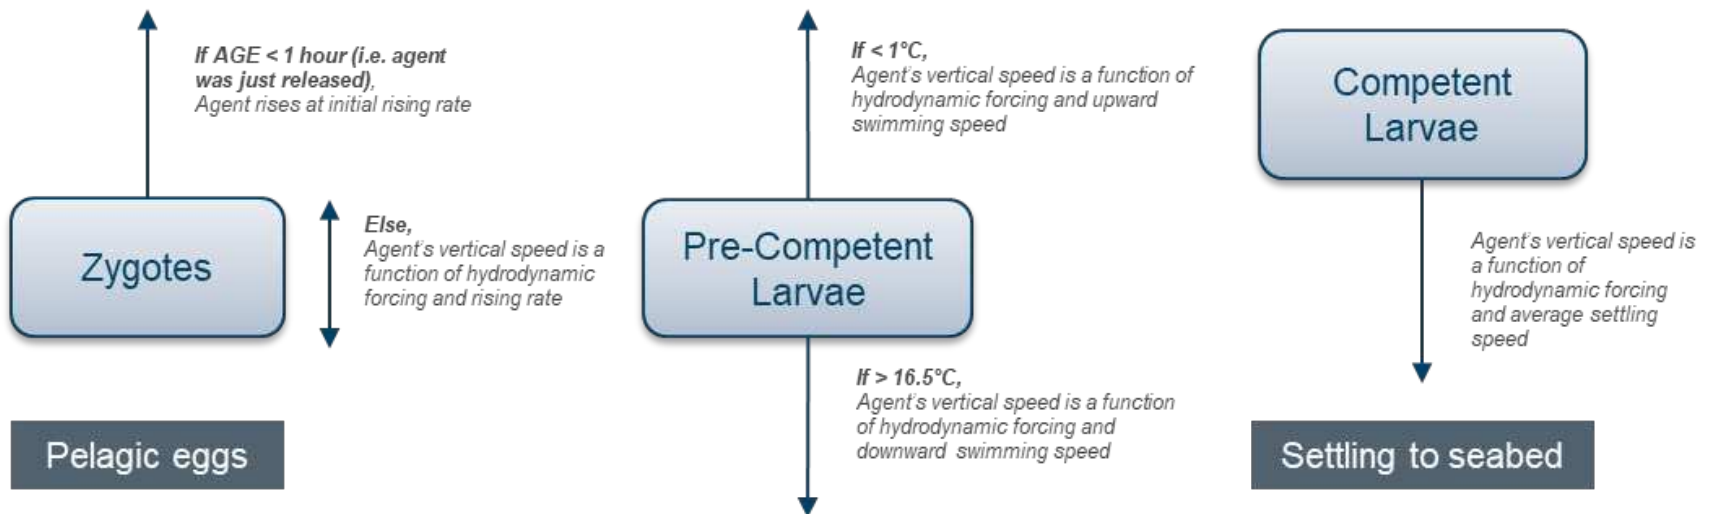 If AGE < 1 hour (i.e. agent
was just released),
Agent rises at initial rising rate
Zygotes
Else,
Agent's vertical speed is a
function of hydrodynamic
forcing and rising rate
Pelagic eggs
If < 1°C,
Agent's vertical speed is a function of
hydrodynamic forcing and upward
swimming speed
Pre-Competent
Larvae
If > 16.5°C,
Agent's vertical speed is a function
of hydrodynamic forcing and
downward swimming speed
Competent
Larvae
Agent's vertical speed is
a function of
hydrodynamic forcing
and average settling
speed
Settling to seabed